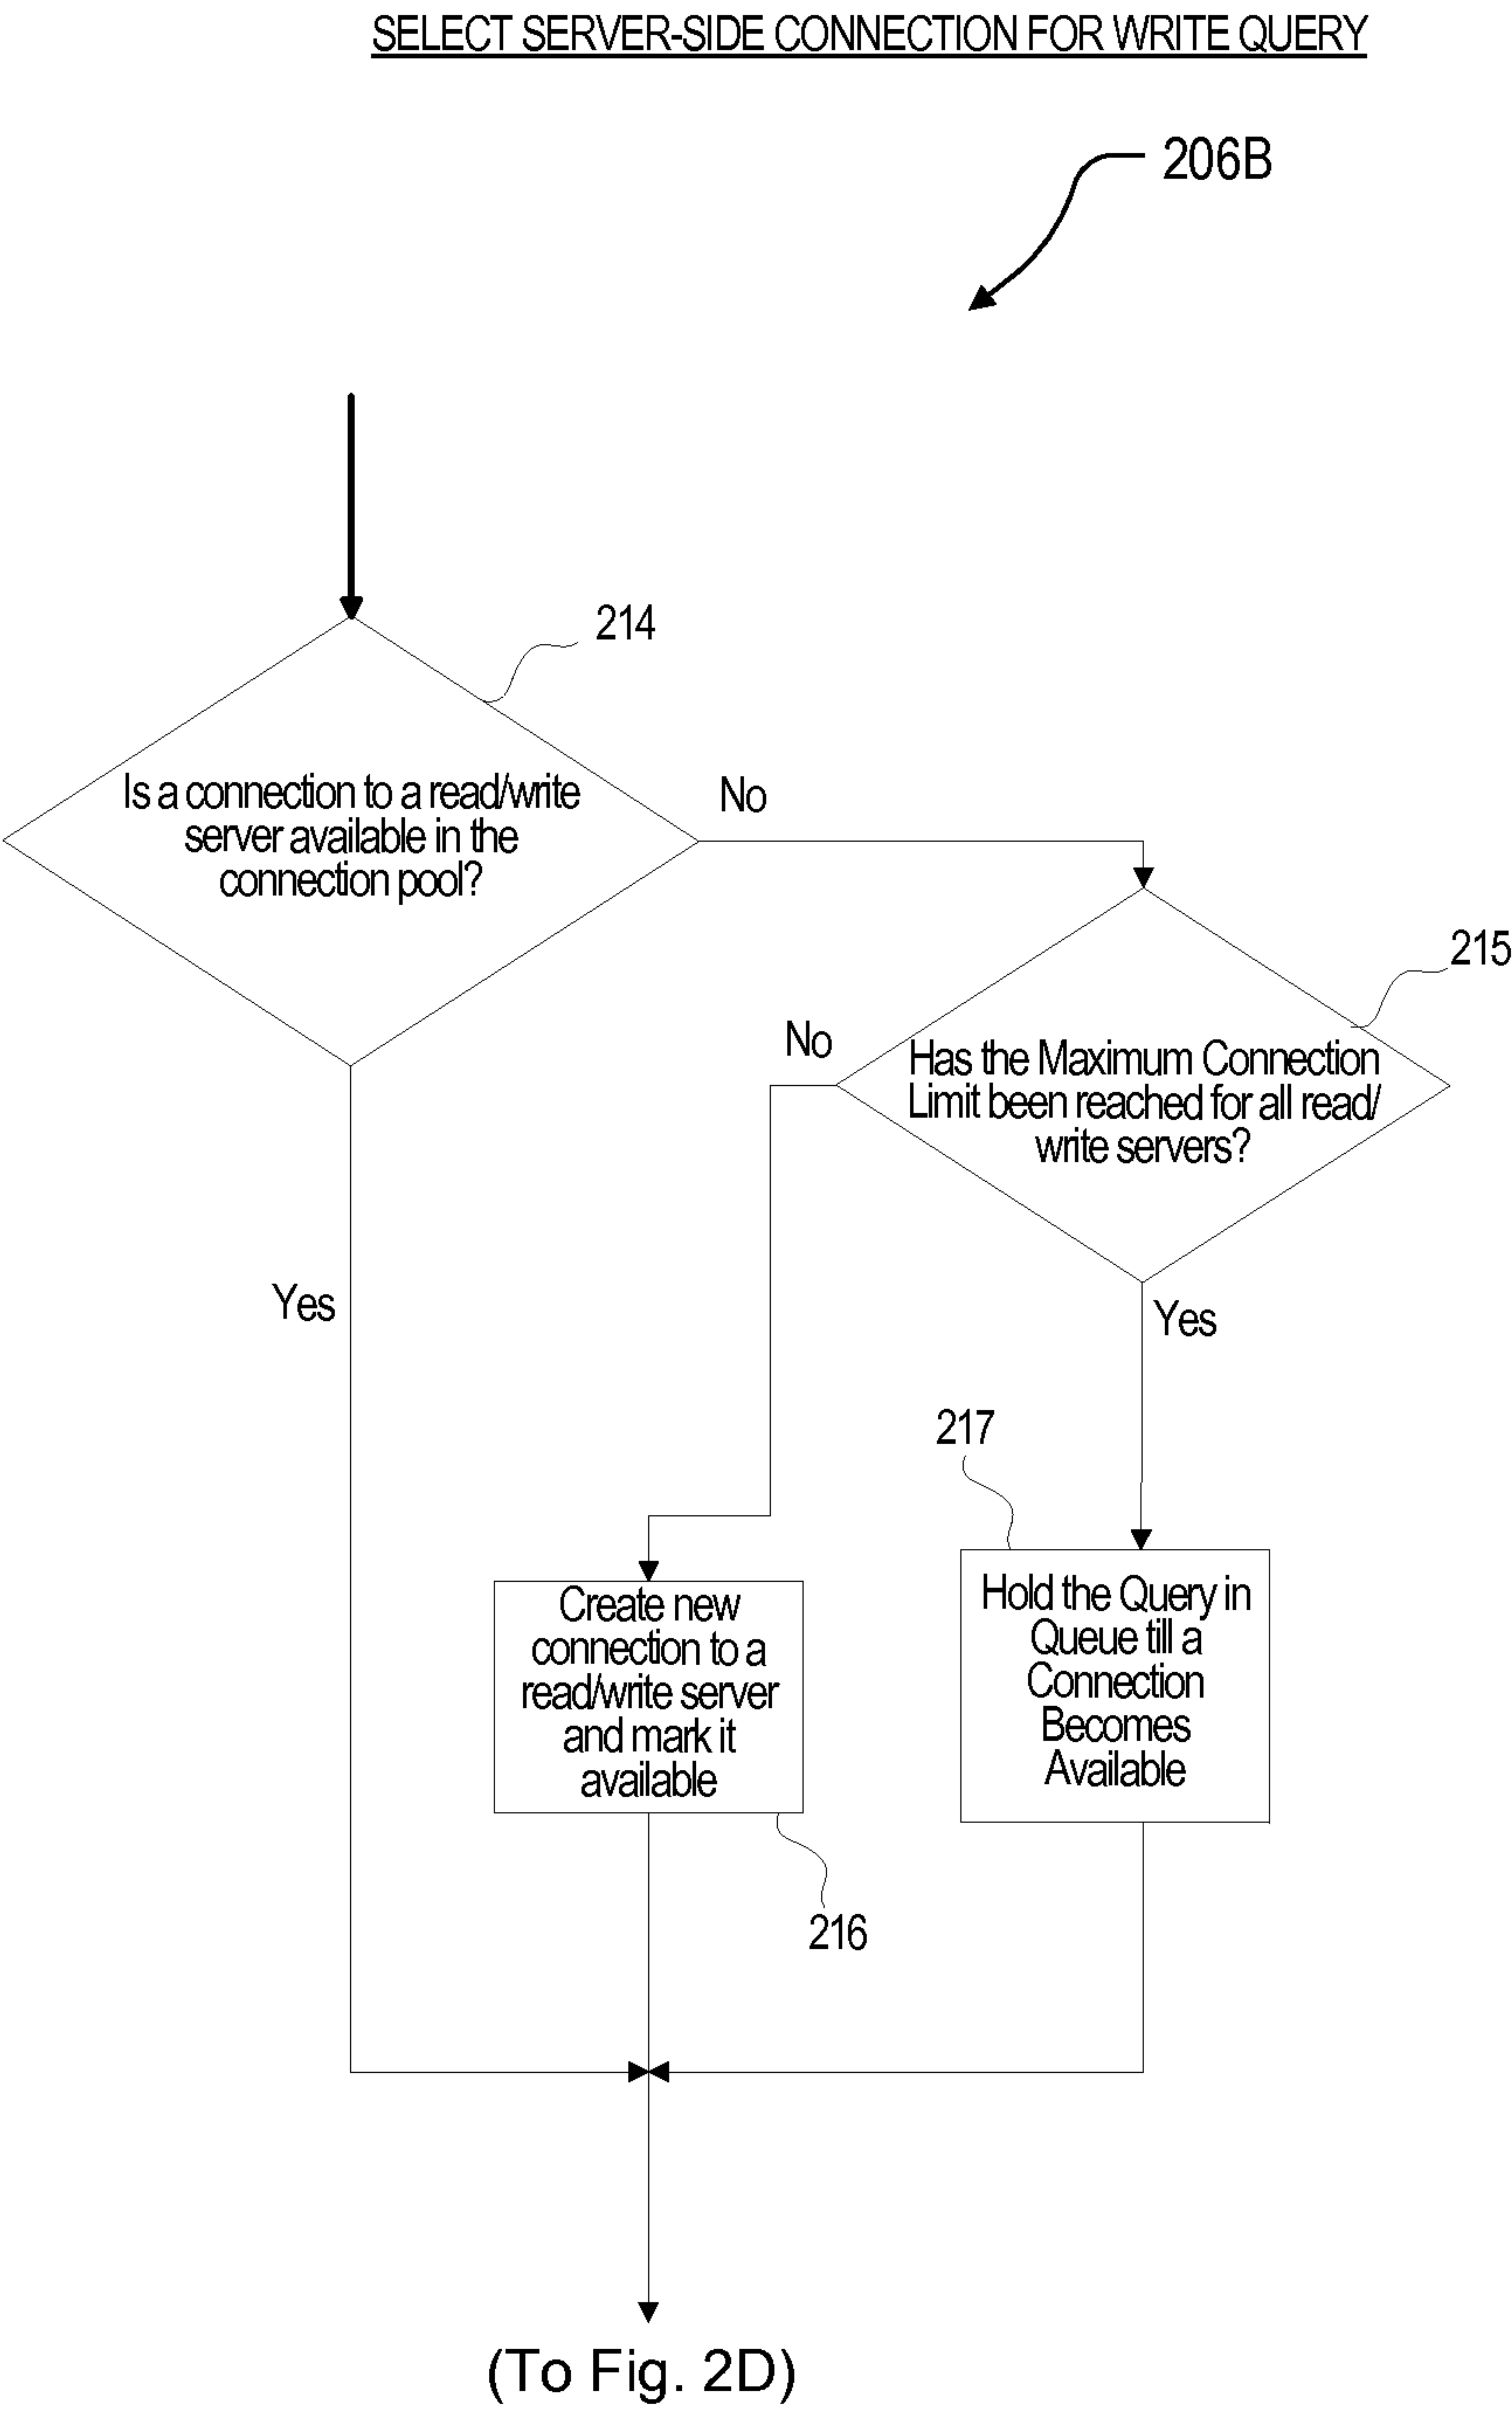 SELECT SERVER-SIDE CONNECTION FOR WRITE QUERY
206B
214
Is a connection to a read/write
server available in the
connection pool?
No
215
No
Has the Maximum Connection
Limit been reached for all read/
write servers?
Yes
Yes
217
Create new
connection to a
read/write server
and mark it
available
Hold the Query in
Queue till a
Connection
Becomes
Available
216
(To Fig. 2D)